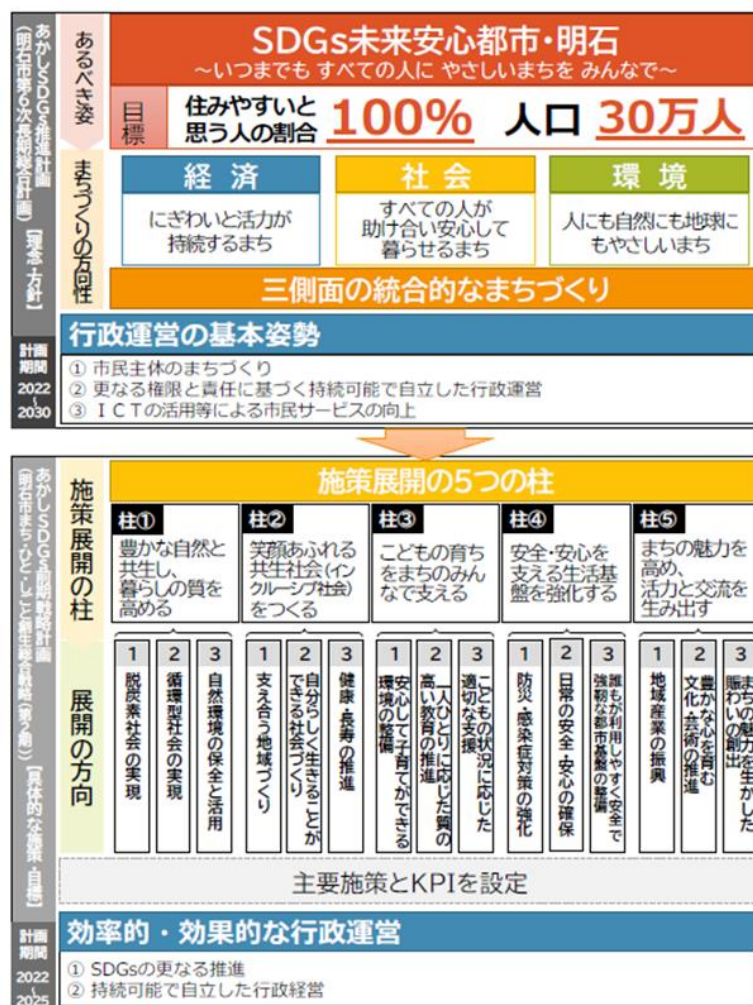 あかしSDGs推進計画
(明石市第6次長期総合計画)
【理念・方針】
計画
期間
2022
~
2030
あるべき姿
SDGs未来安心都市・明石
～いつまでも すべての人に やさしいまちを みんなで～
目標
住みやすいと
思う人の割合
100%
人口
30万人
まちづくりの方向性
経済
にぎわいと活力が
持続するまち
社会
すべての人が
助け合い安心して
暮らせるまち
環境
人にも自然にも地球に
もやさしいまち
三側面の統合的なまちづくり
行政運営の基本姿勢
① 市民主体のまちづくり
② 更なる権限と責任に基づく持続可能で自立した行政運営
③ ICTの活用等による市民サービスの向上
あかしSDGs前期戦略計画
(明石市まち・ひと・しごと創生総合戦略(第2期))
【具体的な施策・目標】
計画
期間
2022
~
2025
施策展開の柱
施策展開の5つの柱
柱①
豊かな自然と
共生し、
暮らしの質を
高める
柱②
笑顔あふれる
共生社会(イン
クルーシブ社会)
をつくる
柱③
こどもの育ち
をまちのみん
なで支える
柱④
安全・安心を
支える生活基
盤を強化する
柱⑤
まちの魅力を
高め、
活力と交流を
生み出す
展開の方向
1
脱炭素社会の実現
2
循環型社会の実現
3
自然環境の保全と活用
1
支え合う地域づくり
2
自分らしく生きることが
できる社会づくり
3
健康・長寿の推進
1
安心して子育てができる
環境の整備
2
一人ひとりに応じた質の
高い教育の推進
3
こどもの状況に応じた
適切な支援
1
防災・感染症対策の強化
2
日常の安全・安心の確保
3
誰もが利用しやすく安全で
強靭な都市基盤の整備
1
地域産業の振興
2
豊かな心を育む
文化・芸術の推進
3
まちの魅力を生かした
賑わいの創出
主要施策とKPIを設定
効率的・効果的な行政運営
① SDGsの更なる推進
② 持続可能で自立した行政経営